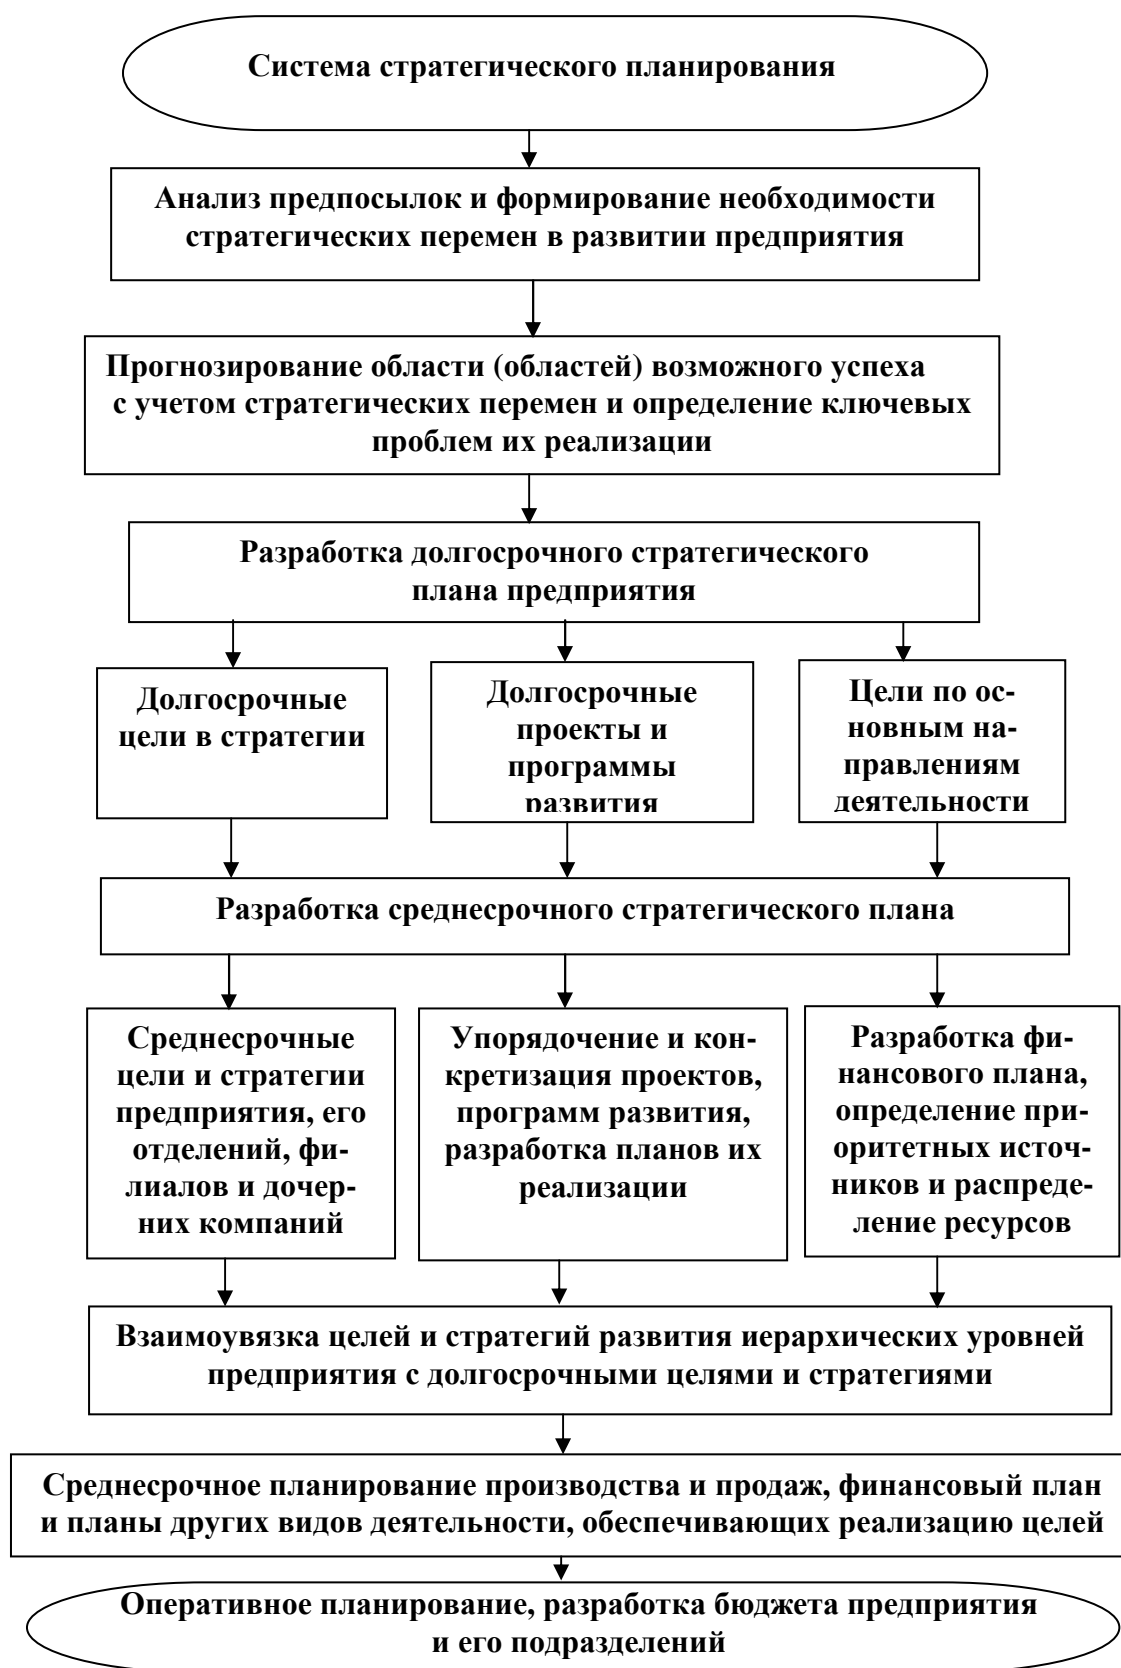 Система стратегического планирования
Анализ предпосылок и формирование необходимости
стратегических перемен в развитии предприятия
Прогнозирование области (областей) возможного успеха
с учетом стратегических перемен и определение ключевых
проблем их реализации
Разработка долгосрочного стратегического
плана предприятия
Долгосрочные
цели в стратегии
Долгосрочные
проекты и
программы
развития
Цели по ос-
новным на-
правлениям
деятельности
Разработка среднесрочного стратегического плана
Среднесрочные
цели и стратегии
предприятия, его
отделений, фи-
лиалов и дочер-
них компаний
Упорядочение и кон-
кретизация проектов,
программ развития,
разработка планов их
реализации
Разработка фи-
нансового плана,
определение при-
оритетных источ-
ников и распреде-
ление ресурсов
Взаимоувязка целей и стратегий развития иерархических уровней
предприятия с долгосрочными целями и стратегиями
Среднесрочное планирование производства и продаж, финансовый план
и планы других видов деятельности, обеспечивающих реализацию целей
Оперативное планирование, разработка бюджета предприятия
и его подразделений